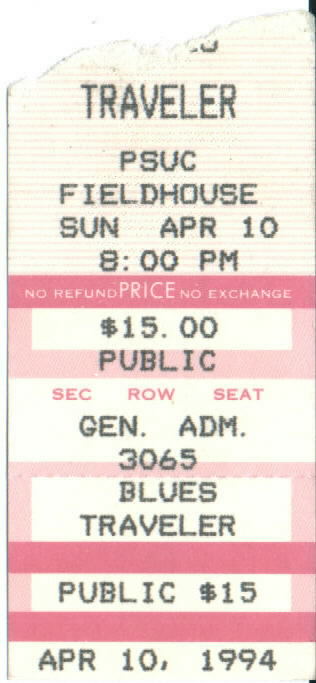 TRAVELER
PSUC
FIELDHOUSE
SUN APR 10
8:00 PM
NO REFUND PRICE NO EXCHANGE
$15.00
PUBLIC
SEC ROW SEAT
GEN. ADM.
3065
BLUES
TRAVELER
PUBLIC $15
APR 10, 1994